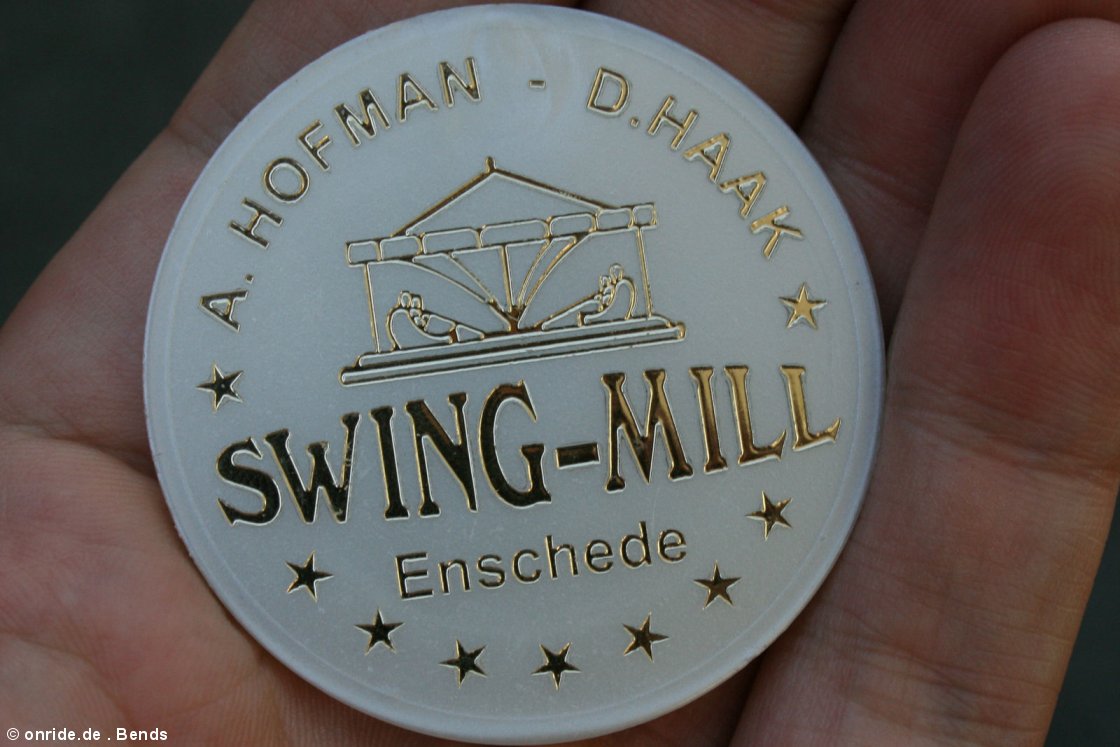 A. HOFMAN - D.HAAK
SWING-MILL
Enschede
© onride.de . Bends